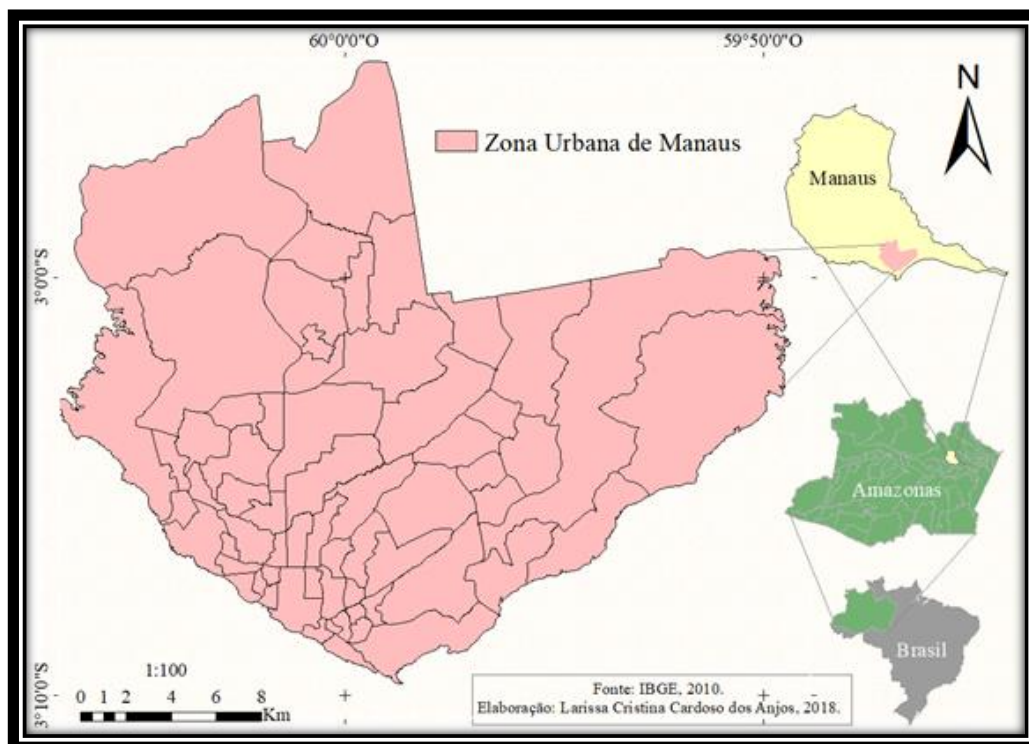 60°0'0"O
59°50'0"O
N
Zona Urbana de Manaus
Manaus
3°0'0"S
Amazonas
Brasil
1:100
0 1 2 4 6 8
Km
3°10'0"S
Fonte: IBGE, 2010.
Elaboração: Larissa Cristina Cardoso dos Anjos, 2018.